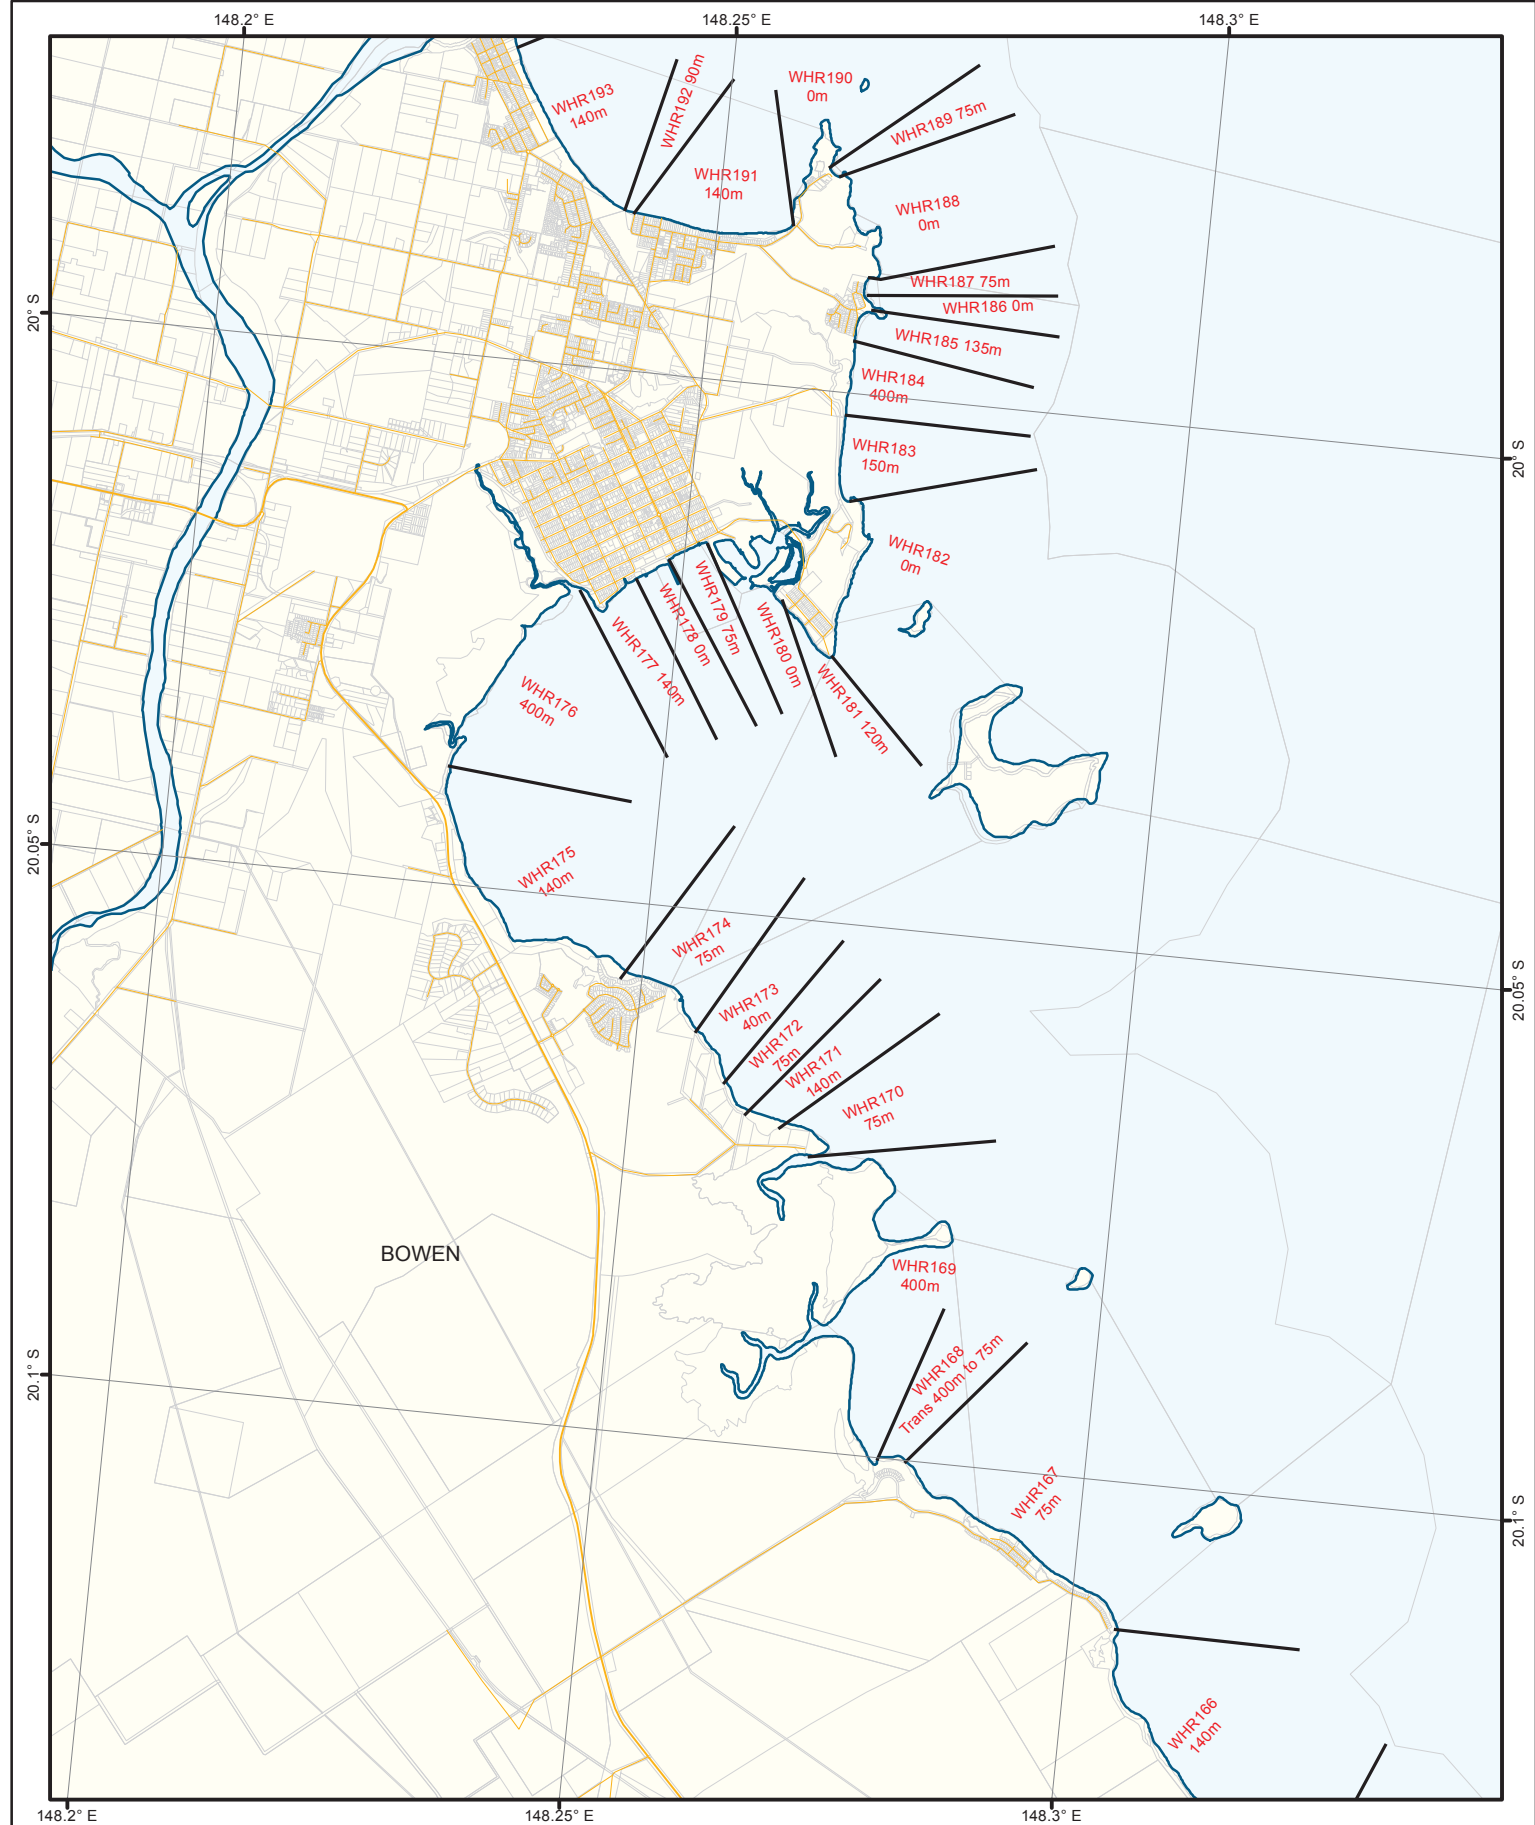 148.2° E
148.25° E
148.3° E
WHR193
140m
WHR192 90m
WHR190
0m
WHR189 75m
WHR191
140m
WHR188
0m
WHR187 75m
20° S
WHR186 0m
WHR185 135m
WHR184
400m
WHR183
150m
20° S
WHR182
0m
WHR176
400m
WHR177 140m
WHR178 0m
WHR179 75m
WHR180 0m
WHR181 120m
20.05° S
WHR175
140m
WHR174
75m
20.05° S
WHR173
40m
WHR172
75m
WHR171
140m
WHR170
75m
BOWEN
WHR169
400m
20.1° S
WHR168
Trans 400m to 75m
WHR167
75m
20.1° S
WHR166
140m
148.2° E
148.25° E
148.3° E